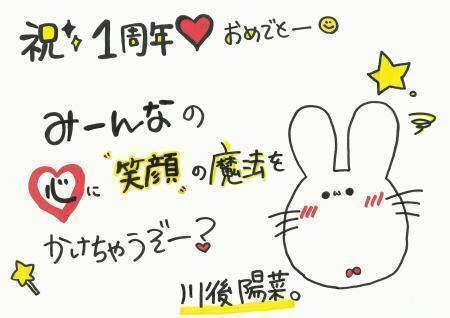 祝1周年♥おめでとー
みーんなの
心に"笑顔"の魔法を
かけちゃうぞー?
川後陽菜。